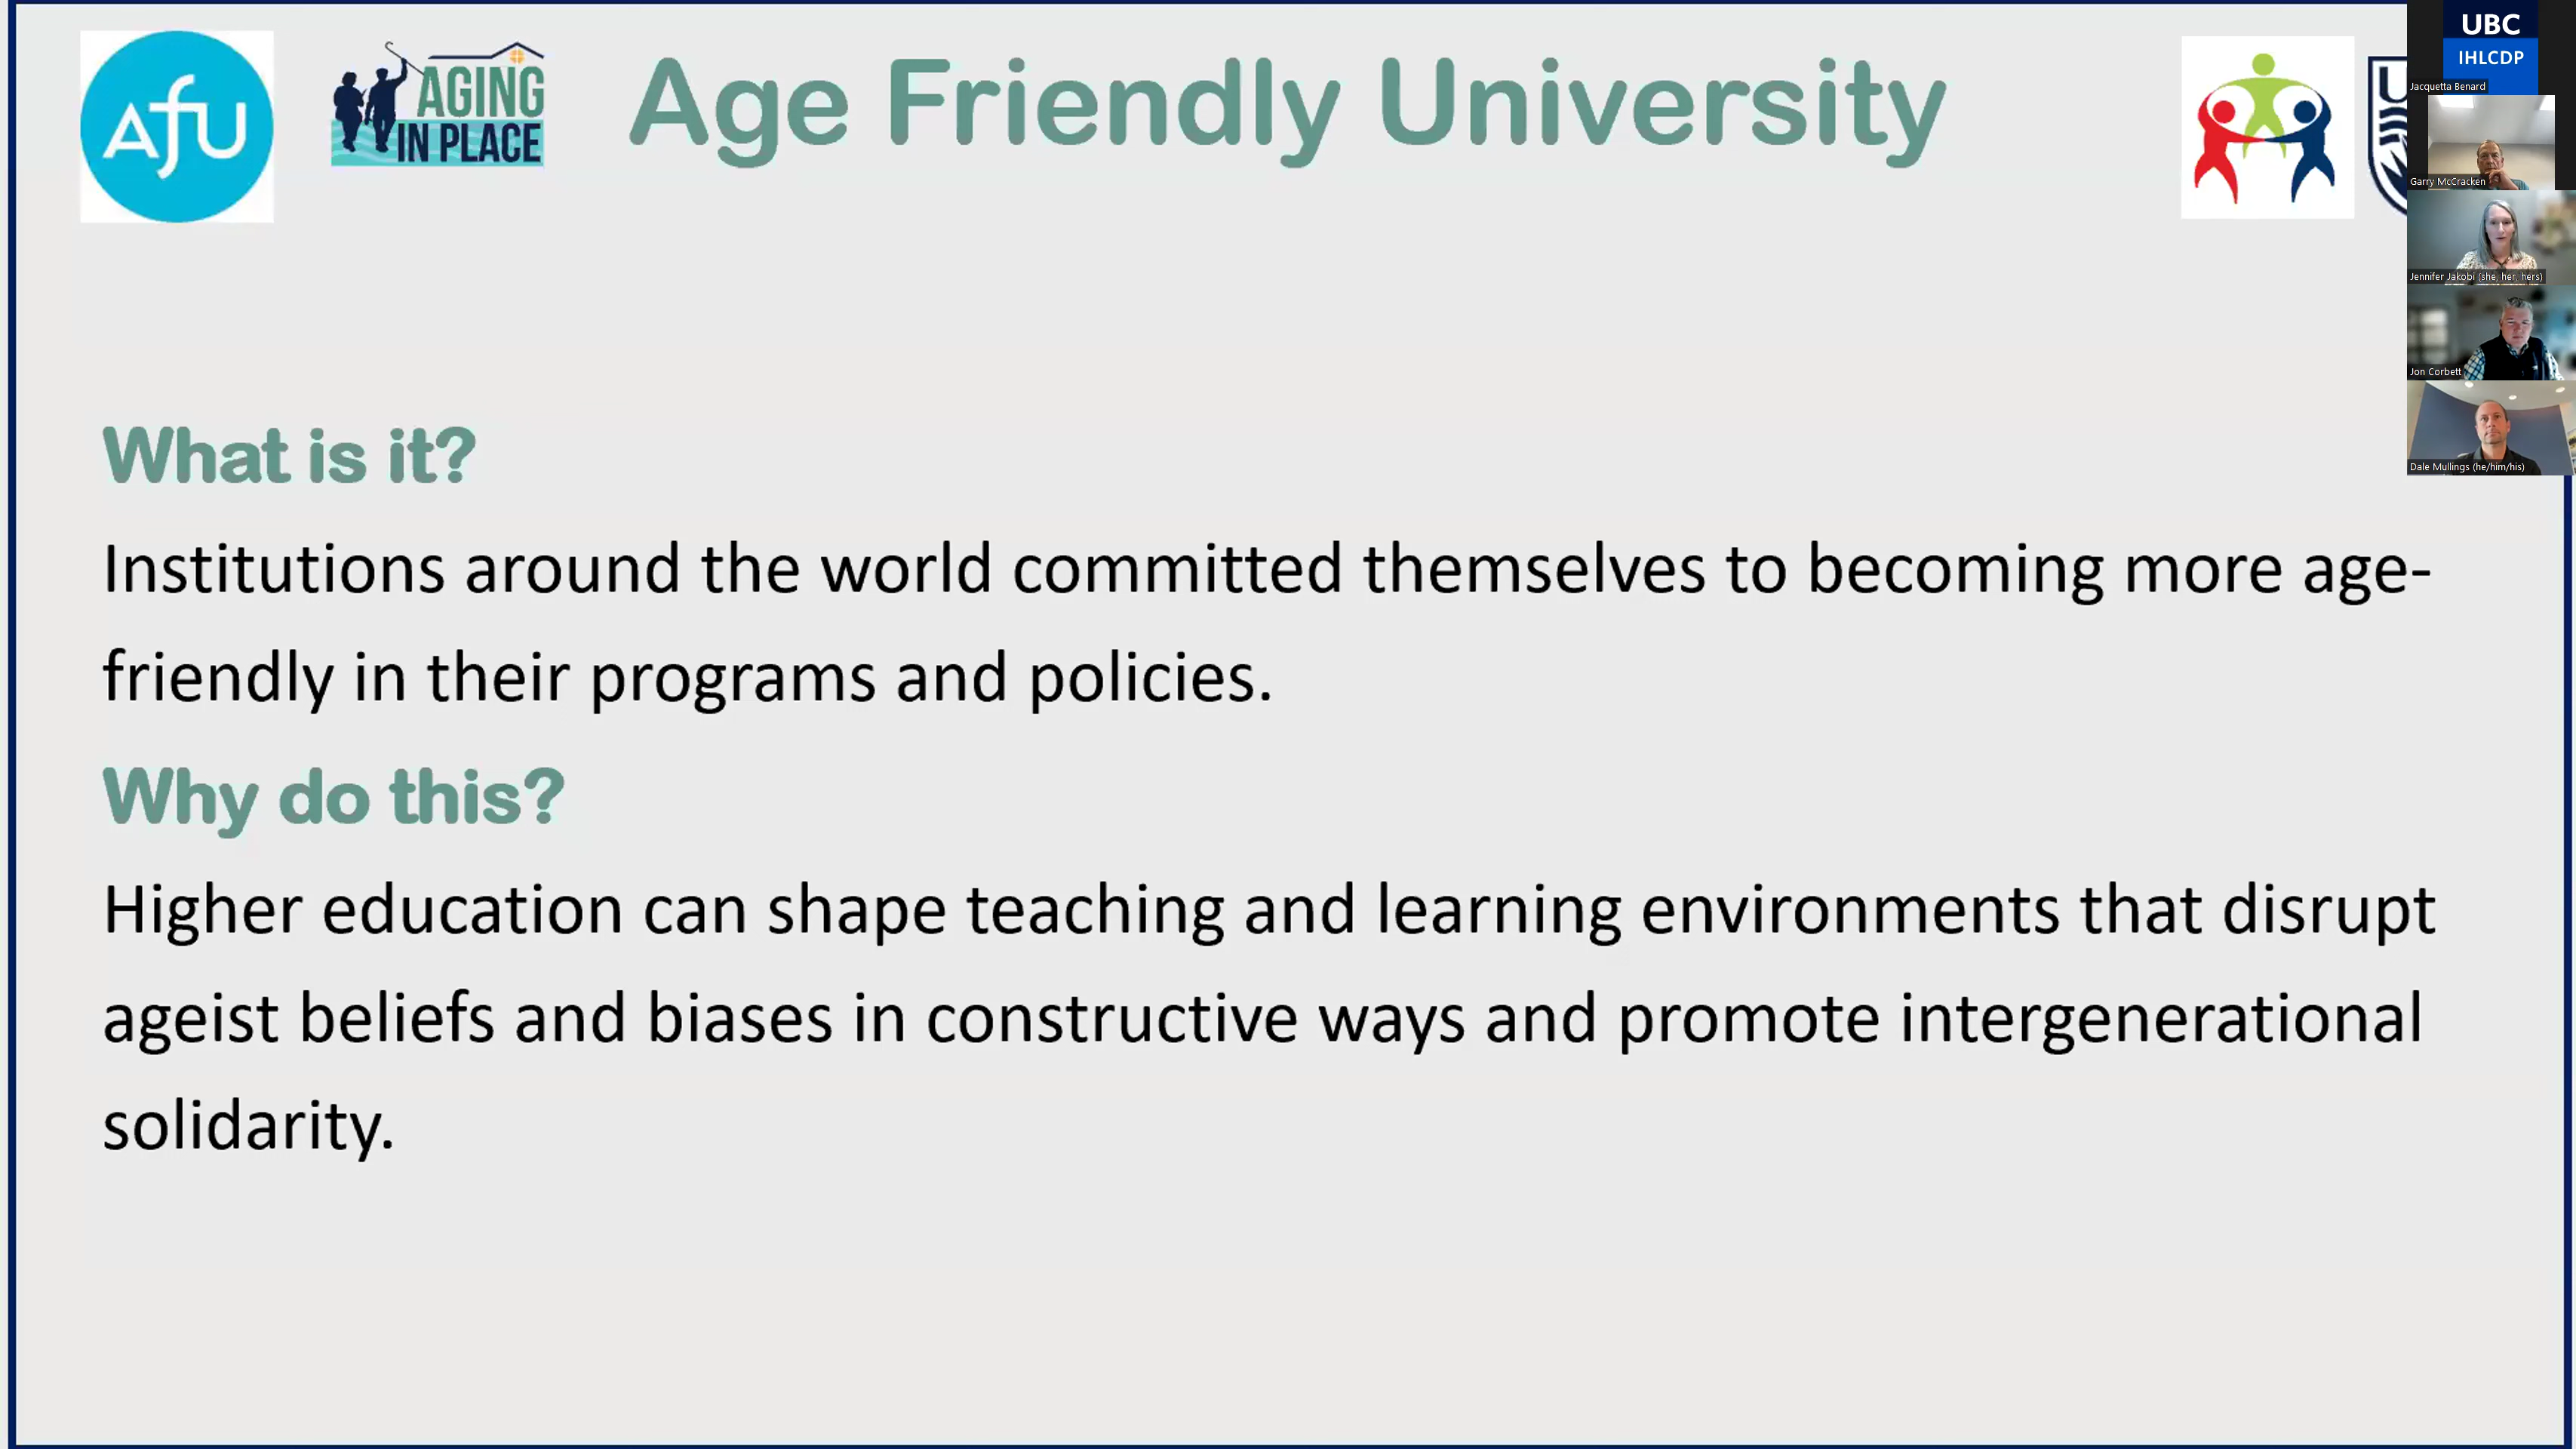 AfU
AGING
IN PLACE
Age Friendly University
U
UBC
IHLCDP
Jacquetta Benard
Garry McCracken
Jennifer Jakobi (she, her, hers)
Jon Corbett
Dale Mullings (he/him/his)
What is it?
Institutions around the world committed themselves to becoming more age-
friendly in their programs and policies.
Why do this?
Higher education can shape teaching and learning environments that disrupt
ageist beliefs and biases in constructive ways and promote intergenerational
solidarity.